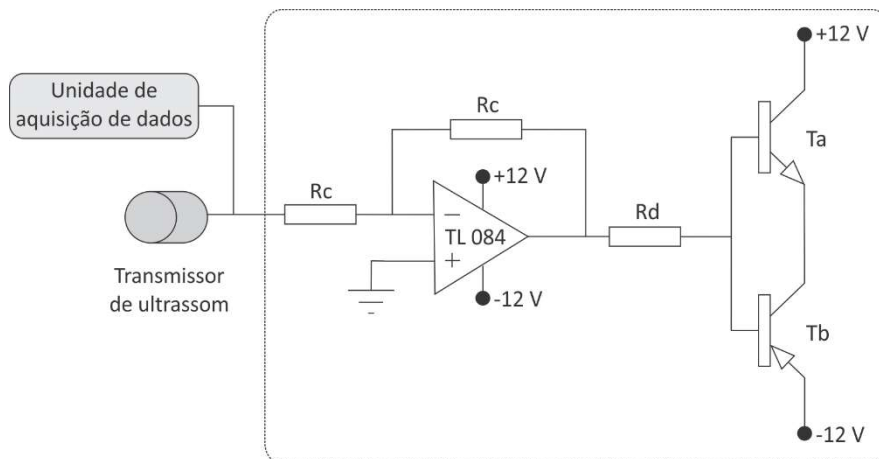 +12 V
Unidade de
aquisição de dados
Rc
Ta
+12 V
Rc
−
TL 084
+
Rd
Transmissor
de ultrassom
-12 V
Tb
-12 V